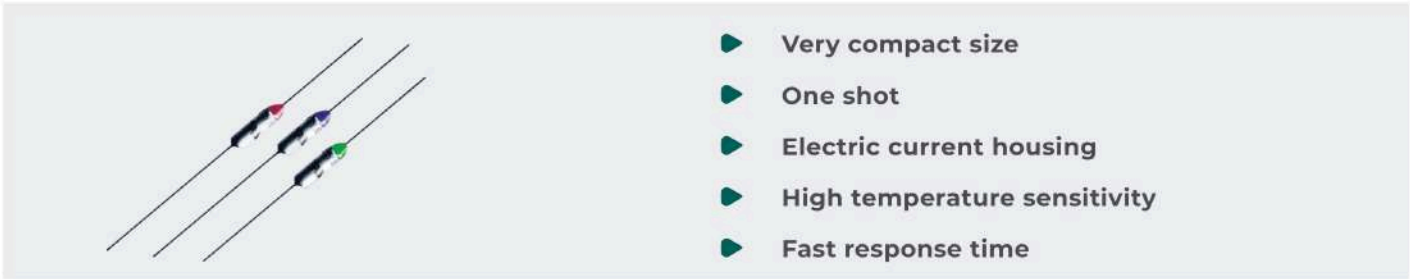 Very compact size
One shot
Electric current housing
High temperature sensitivity
Fast response time